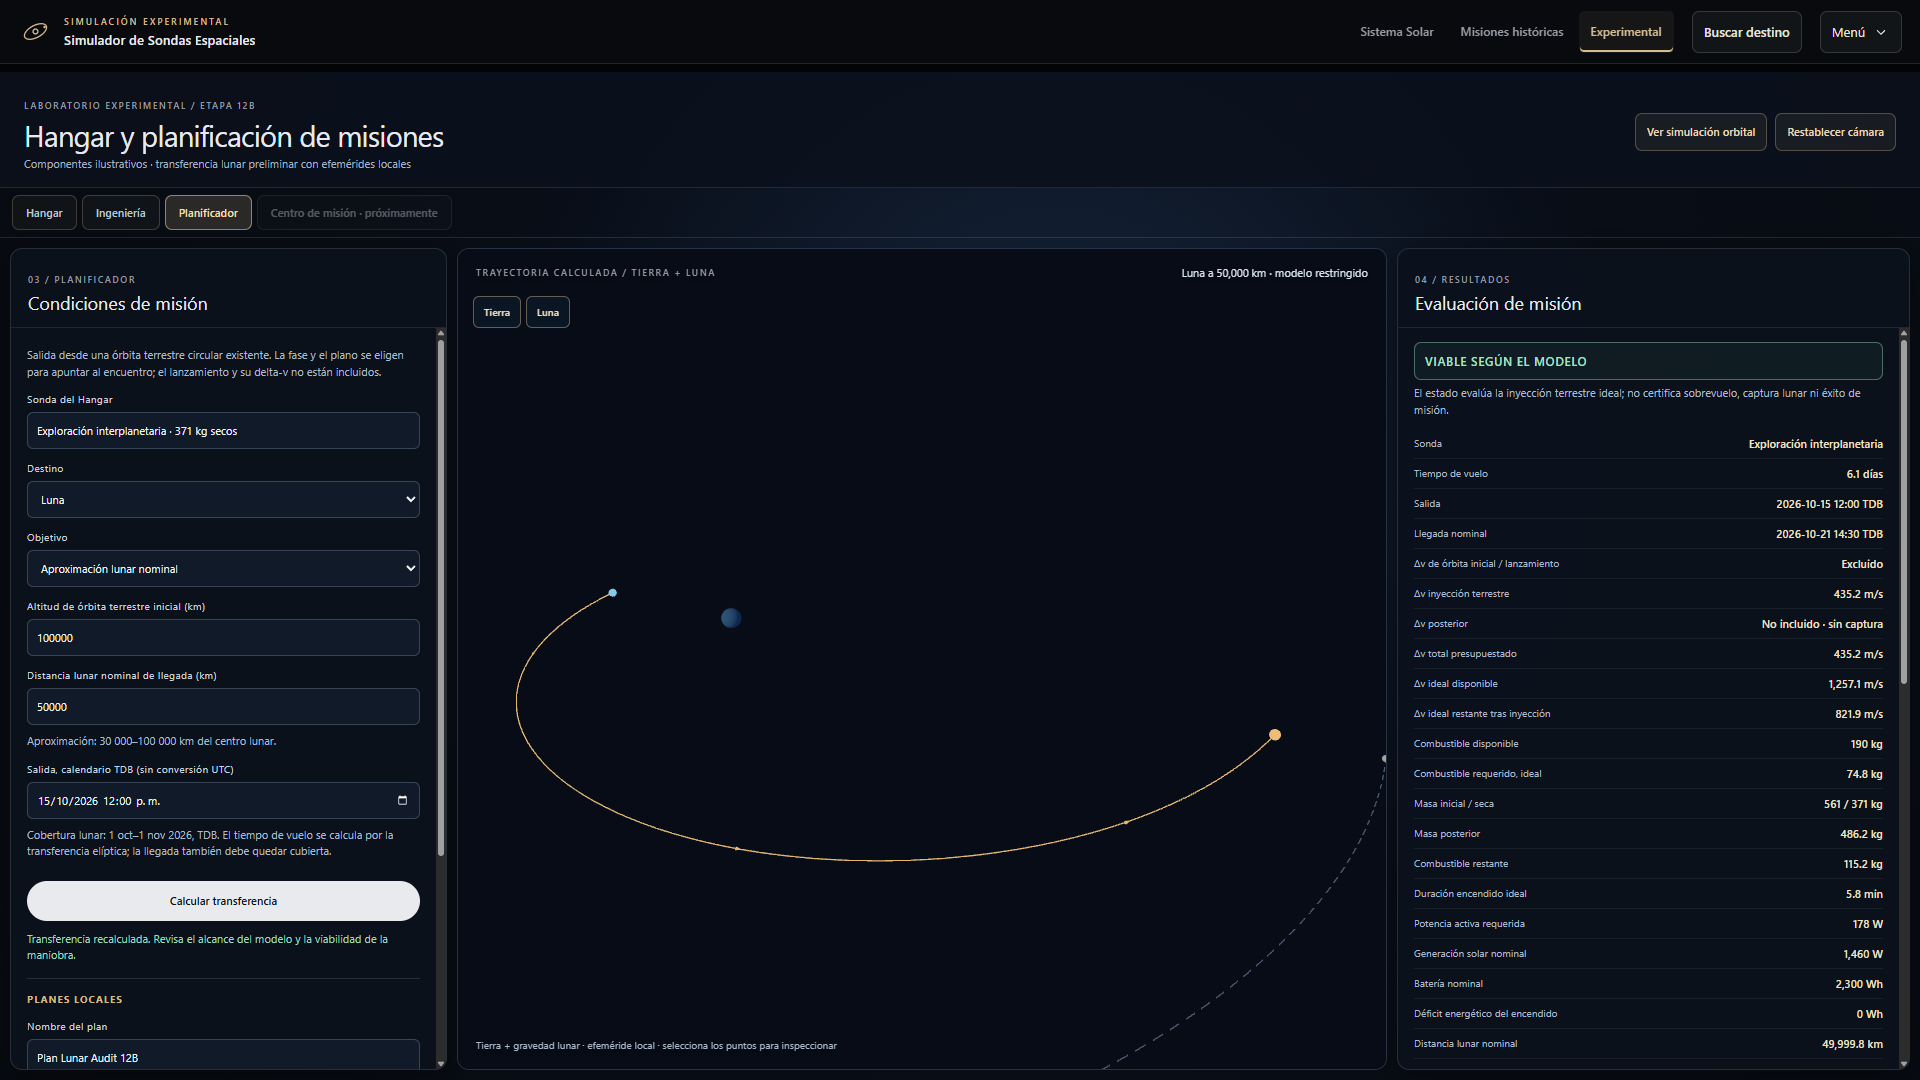 SIMULACIÓN EXPERIMENTAL
Simulador de Sondas Espaciales
Sistema Solar
Misiones históricas
Experimental
Buscar destino
Menú
LABORATORIO EXPERIMENTAL / ETAPA 12B
Hangar y planificación de misiones
Componentes ilustrativos · transferencia lunar preliminar con efemérides locales
Ver simulación orbital
Restablecer cámara
Hangar
Ingeniería
Planificador
Centro de misión · próximamente
03 / PLANIFICADOR
Condiciones de misión
Salida desde una órbita terrestre circular existente. La fase y el plano se eligen
para apuntar al encuentro; el lanzamiento y su delta-v no están incluidos.
Sonda del Hangar
Exploración interplanetaria · 371 kg secos
Destino
Luna
Objetivo
Aproximación lunar nominal
Altitud de órbita terrestre inicial (km)
100000
Distancia lunar nominal de llegada (km)
50000
Aproximación: 30 000–100 000 km del centro lunar.
Salida, calendario TDB (sin conversión UTC)
15/10/2026 12:00 p. m.
Cobertura lunar: 1 oct–1 nov 2026, TDB. El tiempo de vuelo se calcula por la
transferencia elíptica; la llegada también debe quedar cubierta.
Calcular transferencia
Transferencia recalculada. Revisa el alcance del modelo y la viabilidad de la
maniobra.
PLANES LOCALES
Nombre del plan
Plan Lunar Audit 12B
TRAYECTORIA CALCULADA / TIERRA + LUNA
Luna a 50,000 km · modelo restringido
Tierra
Luna
Tierra + gravedad lunar · efeméride local · selecciona los puntos para inspeccionar
04 / RESULTADOS
Evaluación de misión
VIABLE SEGÚN EL MODELO
El estado evalúa la inyección terrestre ideal; no certifica sobrevuelo, captura lunar ni éxito de
misión.
Sonda Exploración interplanetaria
Tiempo de vuelo 6.1 días
Salida 2026-10-15 12:00 TDB
Llegada nominal 2026-10-21 14:30 TDB
Δv de órbita inicial / lanzamiento Excluido
Δv inyección terrestre 435.2 m/s
Δv posterior No incluido · sin captura
Δv total presupuestado 435.2 m/s
Δv ideal disponible 1,257.1 m/s
Δv ideal restante tras inyección 821.9 m/s
Combustible disponible 190 kg
Combustible requerido, ideal 74.8 kg
Masa inicial / seca 561 / 371 kg
Masa posterior 486.2 kg
Combustible restante 115.2 kg
Duración encendido ideal 5.8 min
Potencia activa requerida 178 W
Generación solar nominal 1,460 W
Batería nominal 2,300 Wh
Déficit energético del encendido 0 Wh
Distancia lunar nominal 49,999.8 km